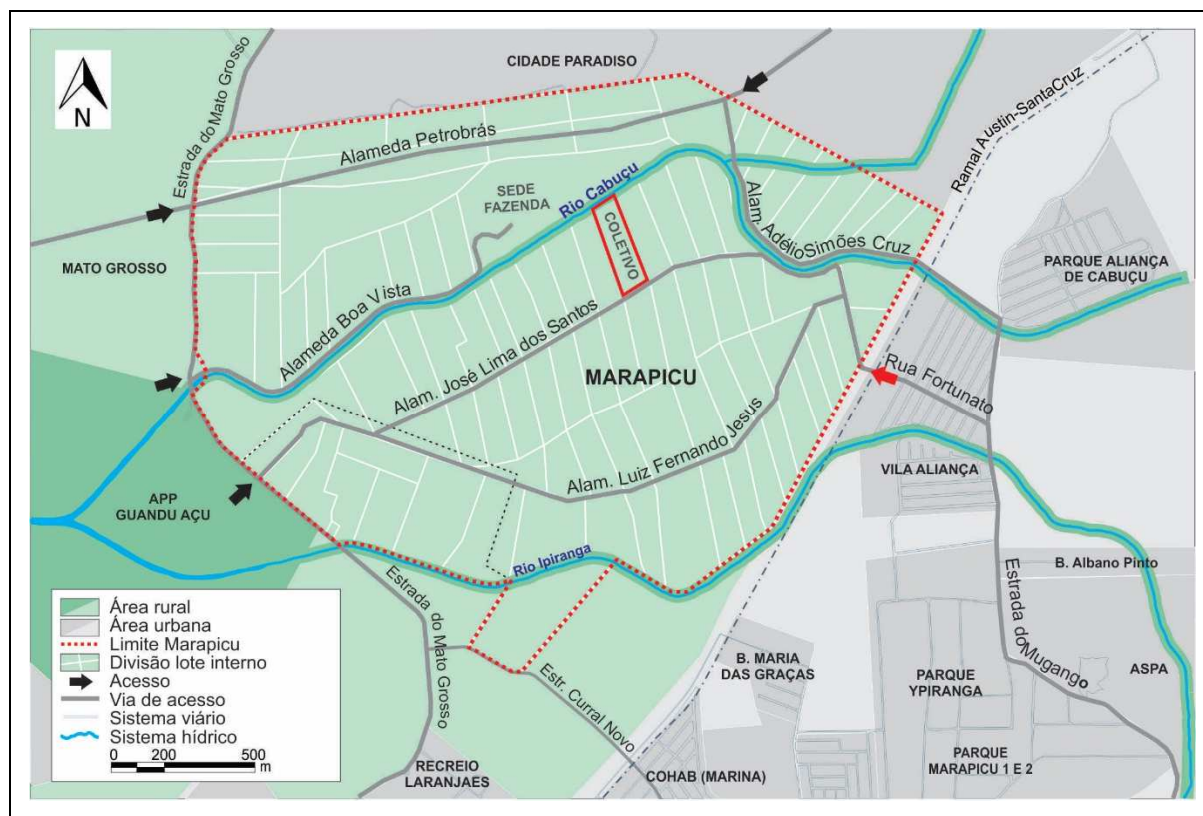 CIDADE PARADISO
N
Estrada do Mato Grosso
Alameda Petrobrás
Ramal Austin-SantaCruz
SEDE
FAZENDA
Rio Cabuçu
COLETIVO
Alam. Adélio Simões Cruz
MATO GROSSO
PARQUE ALIANÇA
DE CABUÇU
Alameda Boa Vista
Alam. José Lima dos Santos
MARAPICU
Rua Fortunato
Alam. Luiz Fernando Jesus
VILA ALIANÇA
APP
GUANDU AÇU
Rio Ipiranga
B. Albano Pinto
Estrada do Mato Grosso
Estrada do Mugango
Estr. Curral Novo
B. MARIA
DAS GRAÇAS
PARQUE
YPIRANGA
ASPA
RECREIO
LARANJAES
COHAB (MARINA)
PARQUE
MARAPICU 1 E 2
Área rural
Área urbana
Limite Marapicu
Divisão lote interno
Acesso
Via de acesso
Sistema viário
Sistema hídrico
0 200 500
m